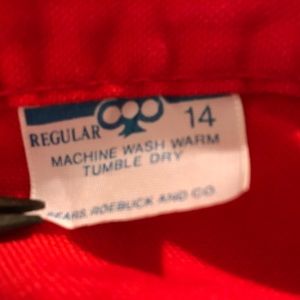 REGULAR 14
MACHINE WASH WARM
TUMBLE DRY
SEARS, ROEBUCK AND CO